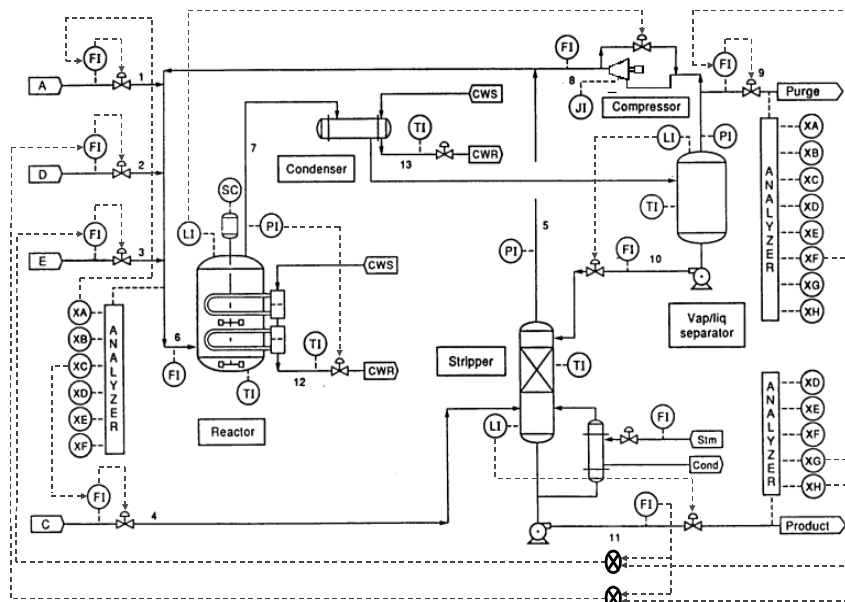 FI
FI
CWS
JI
Compressor
FI
9
Purge
A
1
8
FI
D
2
7
TI
CWR
13
Condenser
LI
PI
XA
XB
XC
XD
XE
XF
XG
XH
ANALYZER
SC
LI
PI
TI
FI
E
3
5
PI
FI
10
CWS
Vap/liq
separator
XA
XB
XC
XD
XE
XF
ANALYZER
6
FI
TI
12
CWR
TI
Reactor
Stripper
TI
LI
FI
Stm
Cond
ANALYZER
XD
XE
XF
XG
XH
FI
C
4
FI
11
Product